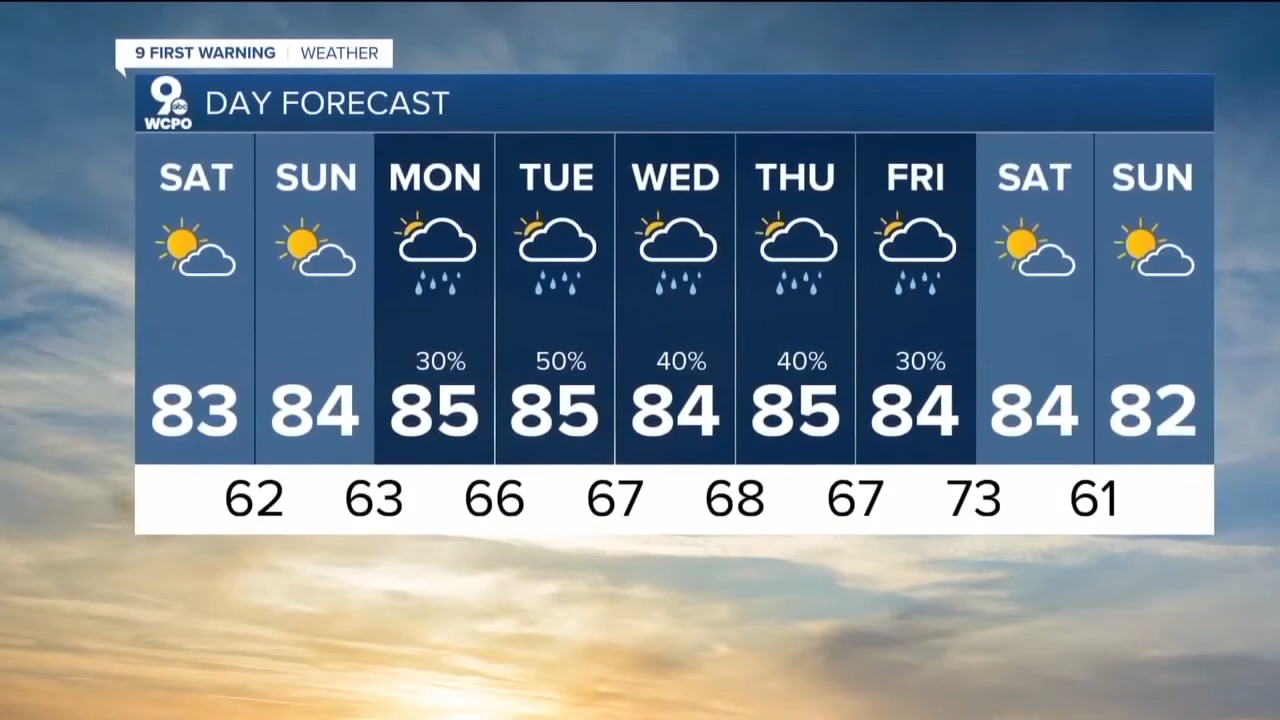 9 FIRST WARNING | WEATHER
9 abc WCPO DAY FORECAST
SAT SUN MON TUE WED THU FRI SAT SUN
30% 50% 40% 40% 30%
83 84 85 85 84 85 84 84 82
62 63 66 67 68 67 73 61